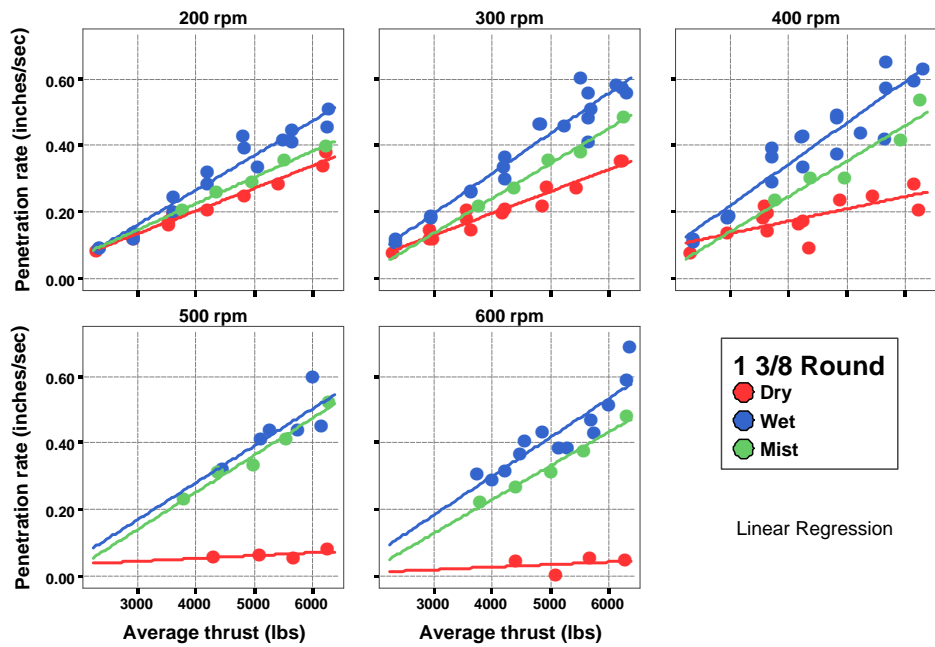 200 rpm
300 rpm
400 rpm
Penetration rate (inches/sec)
0.60
0.40
0.20
0.00
500 rpm
600 rpm
Penetration rate (inches/sec)
0.60
0.40
0.20
0.00
3000 4000 5000 6000
3000 4000 5000 6000
Average thrust (lbs)
Average thrust (lbs)
1 3/8 Round
Dry
Wet
Mist
Linear Regression